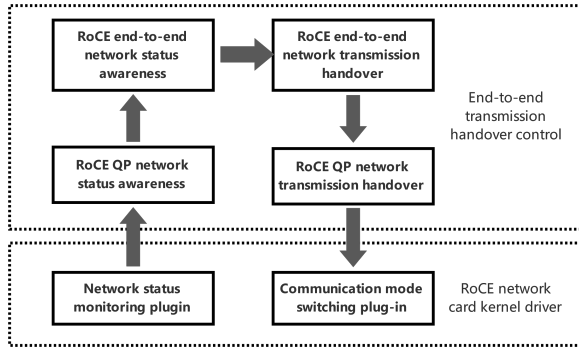 RoCE end-to-end
network status
awareness
RoCE end-to-end
network transmission
handover
End-to-end
transmission
handover control
RoCE QP network
status awareness
RoCE QP network
transmission handover
Network status
monitoring plugin
Communication mode
switching plug-in
RoCE network
card kernel driver